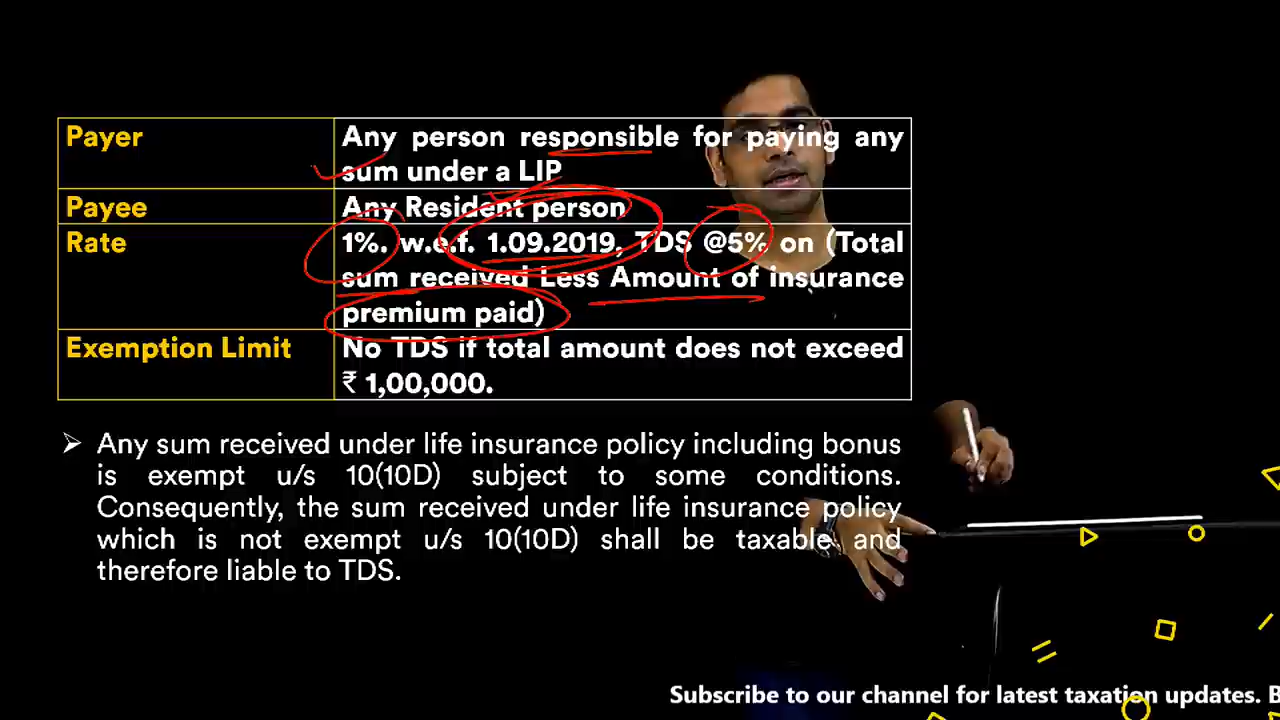 Payer
Any person responsible for paying any
sum under a LIP
Payee
Any Resident person
Rate
1%. w.e.f. 1.09.2019, TDS @5% on (Total
sum received Less Amount of insurance
premium paid)
Exemption Limit
No TDS if total amount does not exceed
₹ 1,00,000.
➢ Any sum received under life insurance policy including bonus
is exempt u/s 10(10D) subject to some conditions.
Consequently, the sum received under life insurance policy
which is not exempt u/s 10(10D) shall be taxable and
therefore liable to TDS.
Subscribe to our channel for latest taxation updates. B